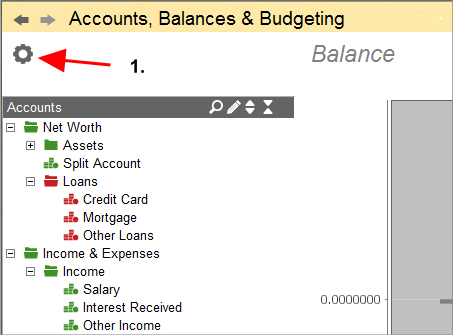 Accounts, Balances & Budgeting
1.
Balance
Accounts
Net Worth
Assets
Split Account
Loans
Credit Card
Mortgage
Other Loans
Income & Expenses
Income
Salary
Interest Received
Other Income
0.0000000